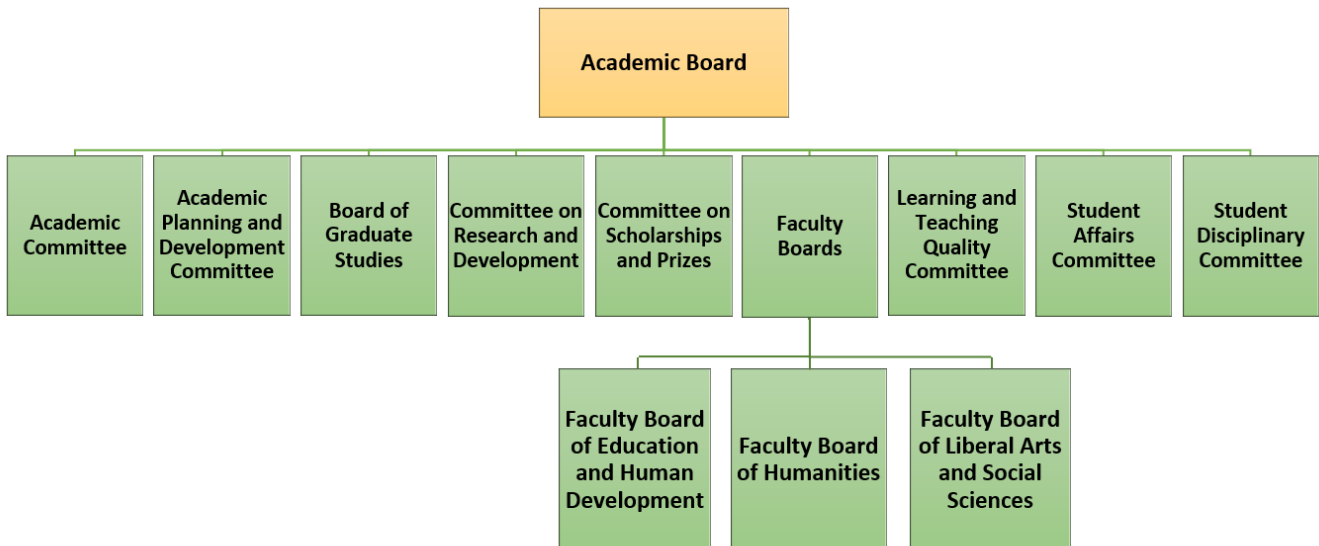 Academic Board
Academic
Committee
Academic
Planning and
Development
Committee
Board of
Graduate
Studies
Committee on
Research and
Development
Committee on
Scholarships
and Prizes
Faculty
Boards
Learning and
Teaching
Quality
Committee
Student
Affairs
Committee
Student
Disciplinary
Committee
Faculty Board
of Education
and Human
Development
Faculty Board
of Humanities
Faculty Board
of Liberal Arts
and Social
Sciences